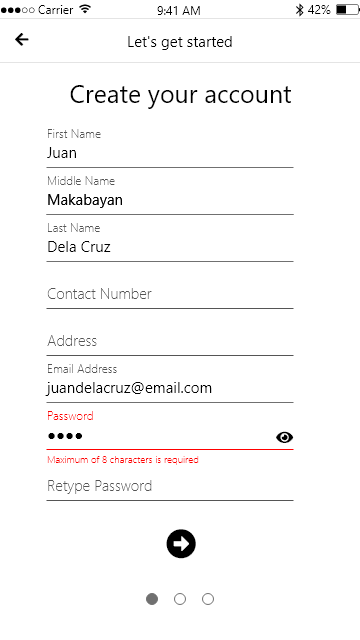 Carrier 9:41 AM 42%
Let's get started
Create your account
First Name
Juan
Middle Name
Makabayan
Last Name
Dela Cruz
Contact Number
Address
Email Address
juandelacruz@email.com
Password
Maximum of 8 characters is required
Retype Password